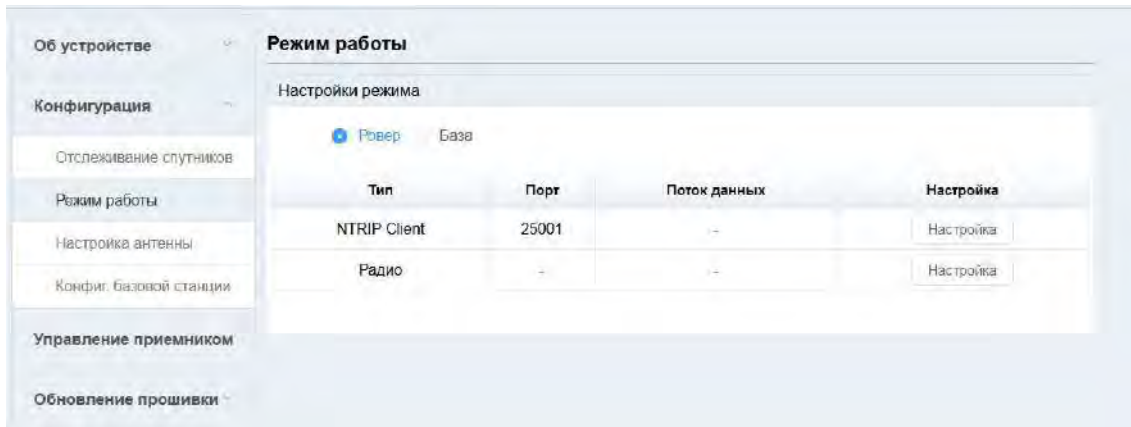 Об устройстве
Конфигурация
Отслеживание спутников
Режим работы
Настройка антенны
Конфиг. базовой станции
Управление приемником
Обновление прошивки
Режим работы
Настройки режима
Ровер База
Тип Порт Поток данных Настройка
NTRIP Client 25001 - Настройка
Радио - - Настройка